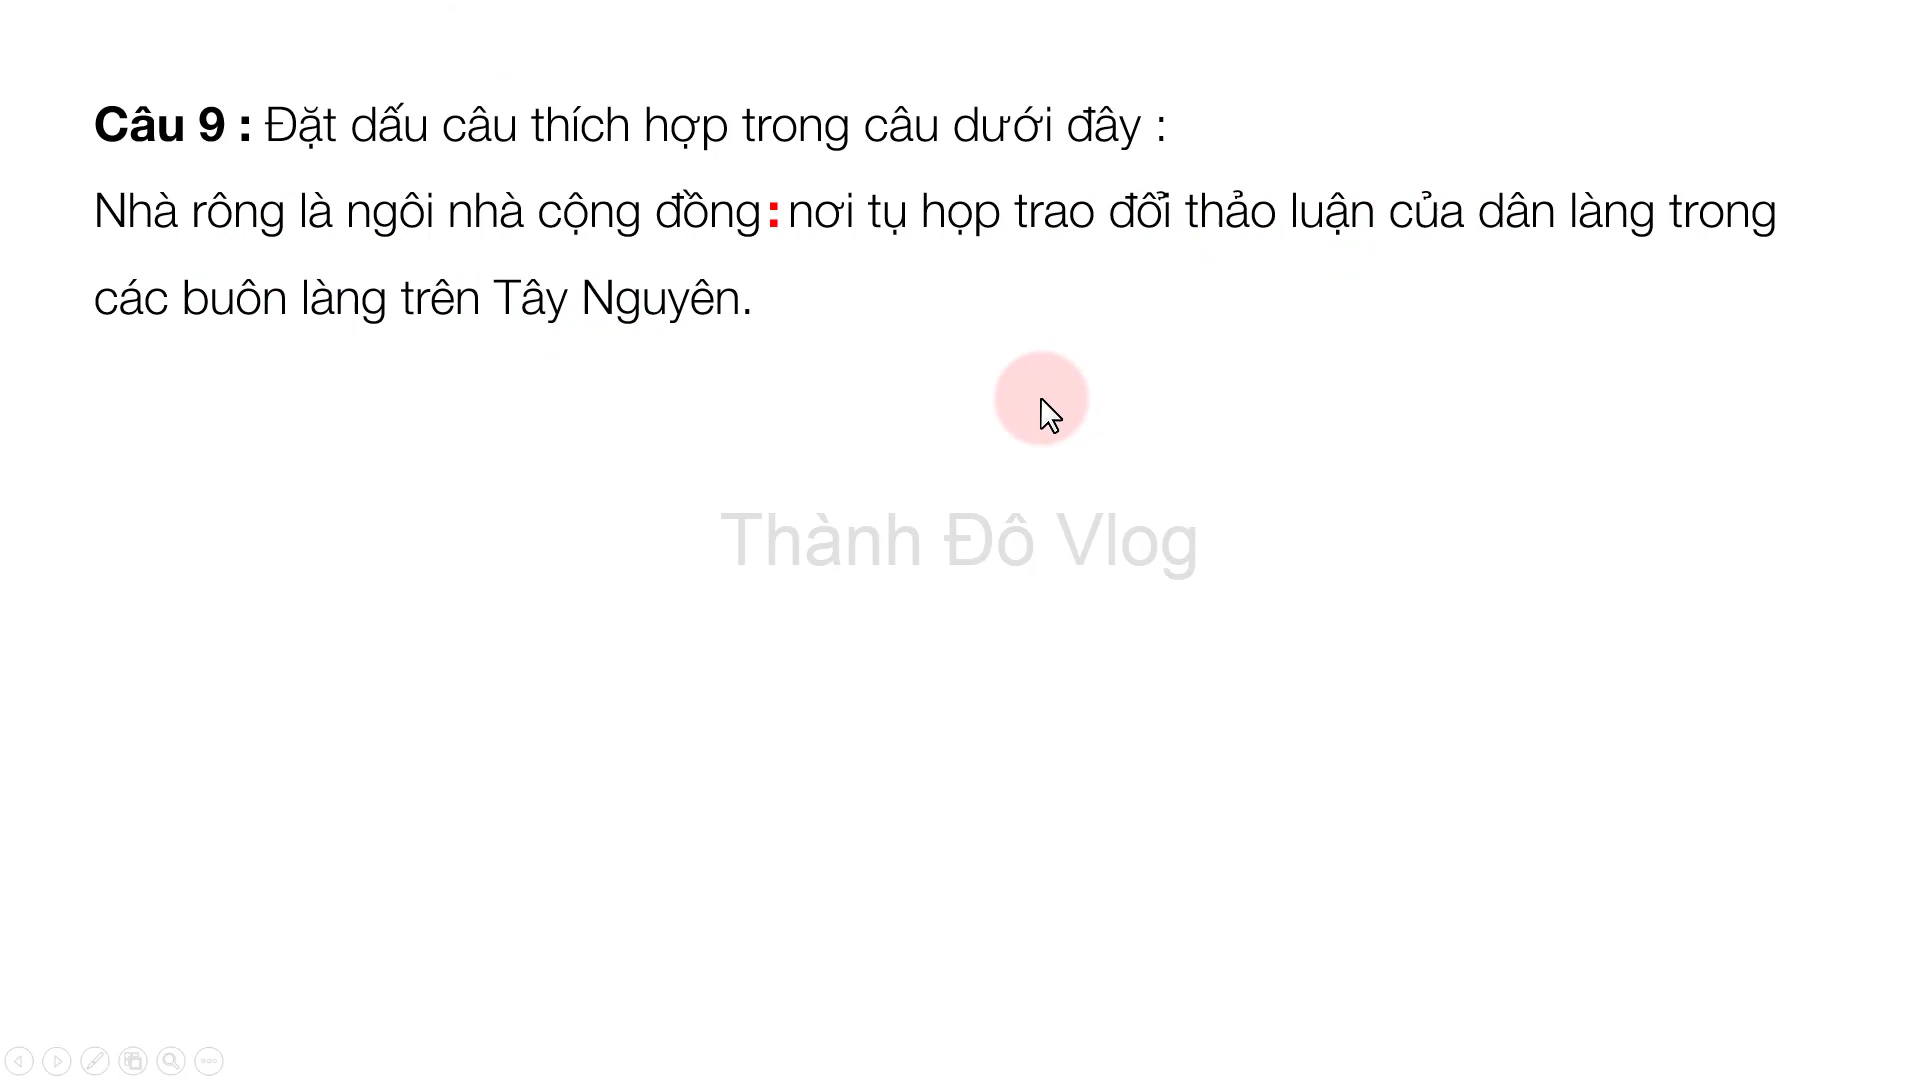 Câu 9 : Đặt dấu câu thích hợp trong câu dưới đây :
Nhà rông là ngôi nhà cộng đồng : nơi tụ họp trao đổi thảo luận của dân làng trong
các buôn làng trên Tây Nguyên.
Thành Đô Vlog